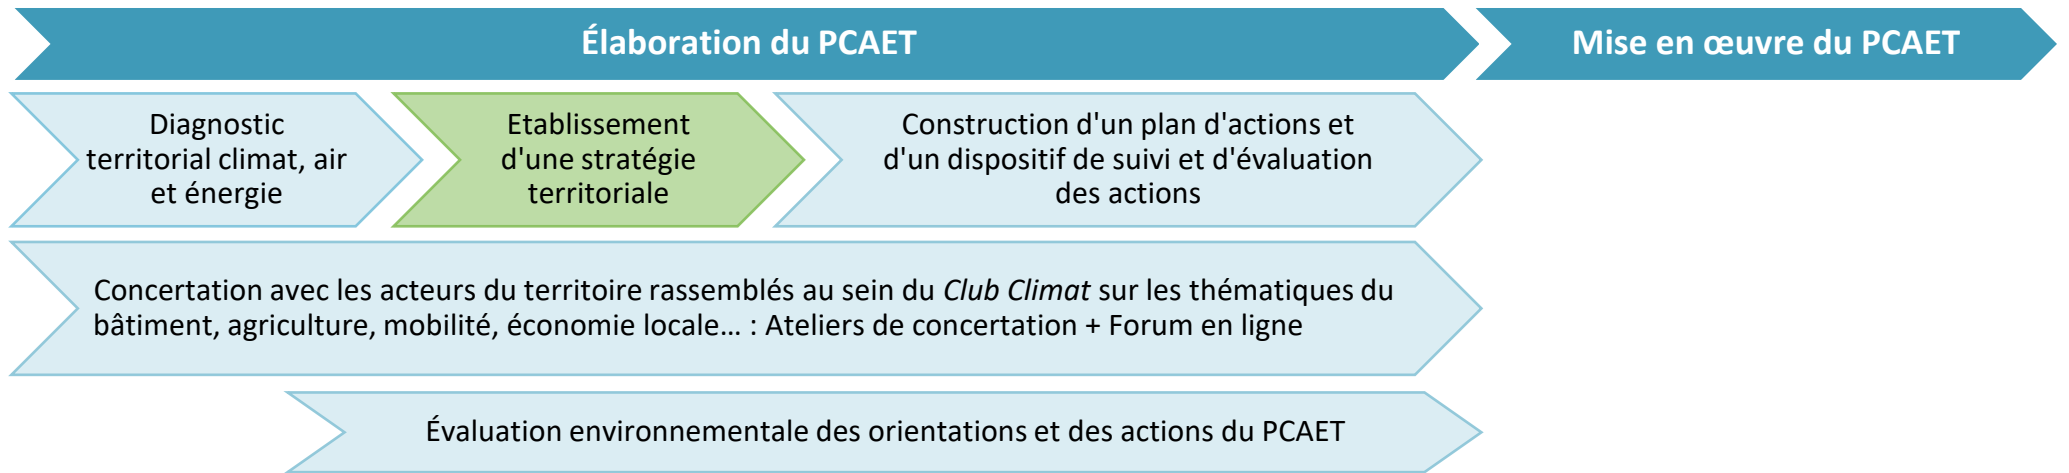 Élaboration du PCAET
Mise en œuvre du PCAET
Diagnostic
territorial climat, air
et énergie
Etablissement
d'une stratégie
territoriale
Construction d'un plan d'actions et
d'un dispositif de suivi et d'évaluation
des actions
Concertation avec les acteurs du territoire rassemblés au sein du Club Climat sur les thématiques du
bâtiment, agriculture, mobilité, économie locale… : Ateliers de concertation + Forum en ligne
Évaluation environnementale des orientations et des actions du PCAET